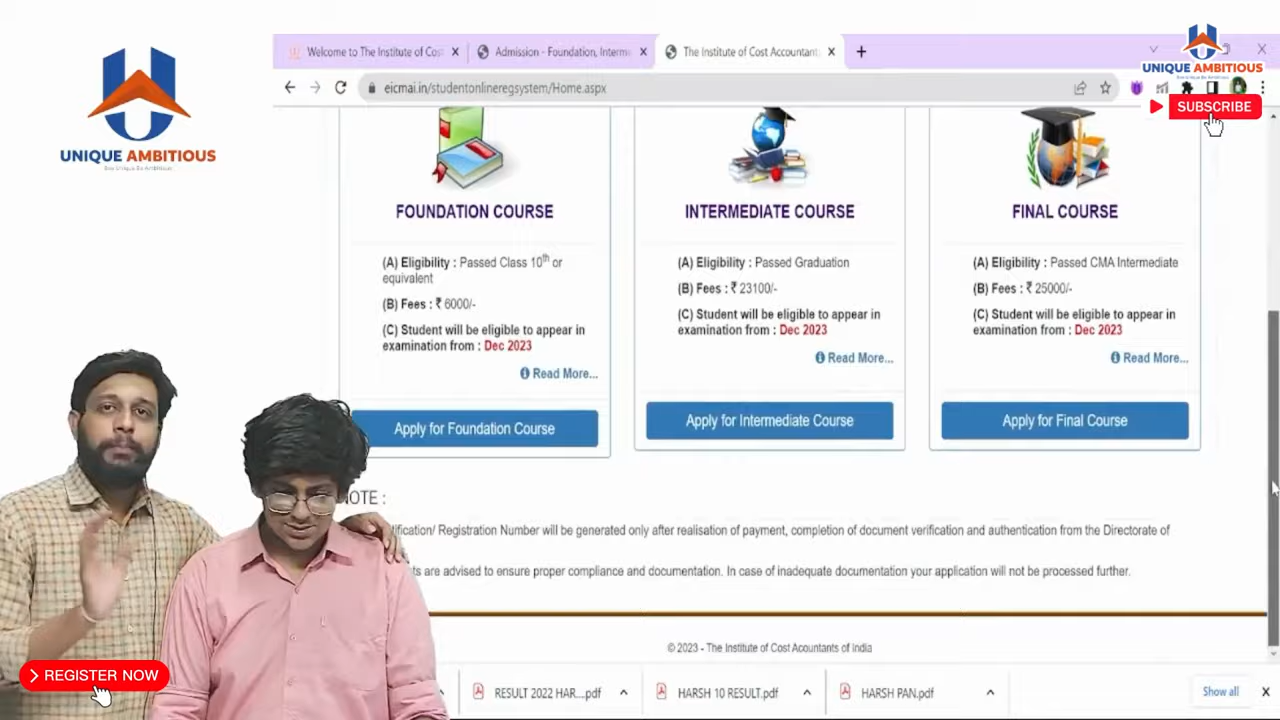 UNIQUE AMBITIOUS
Welcome to The Institute of Cos
Admission - Foundation, Interm
The Institute of Cost Accountant
UNIQUE AMBITIOUS
eicmai.in/studentonlineregsystem/Home.aspx
SUBSCRIBE
FOUNDATION COURSE
(A) Eligibility : Passed Class 10th or
equivalent
(B) Fees : ₹ 6000/-
(C) Student will be eligible to appear in
examination from : Dec 2023
Read More...
Apply for Foundation Course
INTERMEDIATE COURSE
(A) Eligibility : Passed Graduation
(B) Fees : ₹ 23100/-
(C) Student will be eligible to appear in
examination from : Dec 2023
Read More...
Apply for Intermediate Course
FINAL COURSE
(A) Eligibility : Passed CMA Intermediate
(B) Fees : ₹ 25000/-
(C) Student will be eligible to appear in
examination from : Dec 2023
Read More...
Apply for Final Course
OTE :
tification/ Registration Number will be generated only after realisation of payment, completion of document verification and authentication from the Directorate of
ts are advised to ensure proper compliance and documentation. In case of inadequate documentation your application will not be processed further.
© 2023 - The Institute of Cost Accountants of India
REGISTER NOW
RESULT 2022 HAR....pdf
HARSH 10 RESULT.pdf
HARSH PAN.pdf
Show all